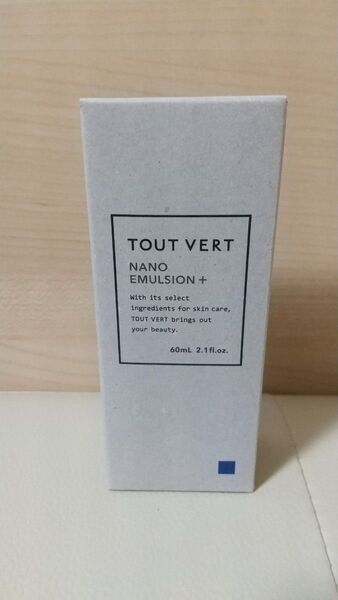 TOUT VERT
NANO
EMULSION +
With its select
ingredients for skin care,
TOUT VERT brings out
your beauty.
60mL 2.1fl.oz.